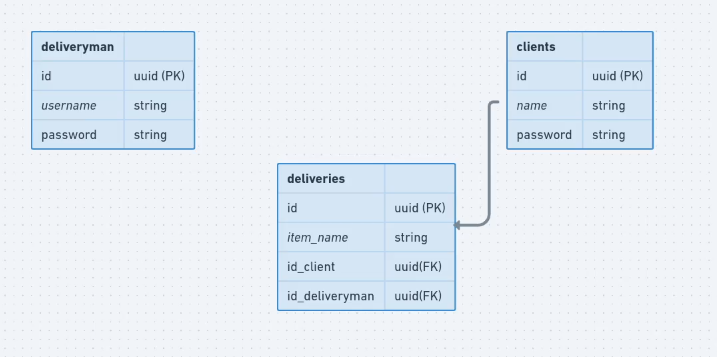 deliveryman
id uuid (PK)
username string
password string
clients
id uuid (PK)
name string
password string
deliveries
id uuid (PK)
item_name string
id_client uuid(FK)
id_deliveryman uuid(FK)